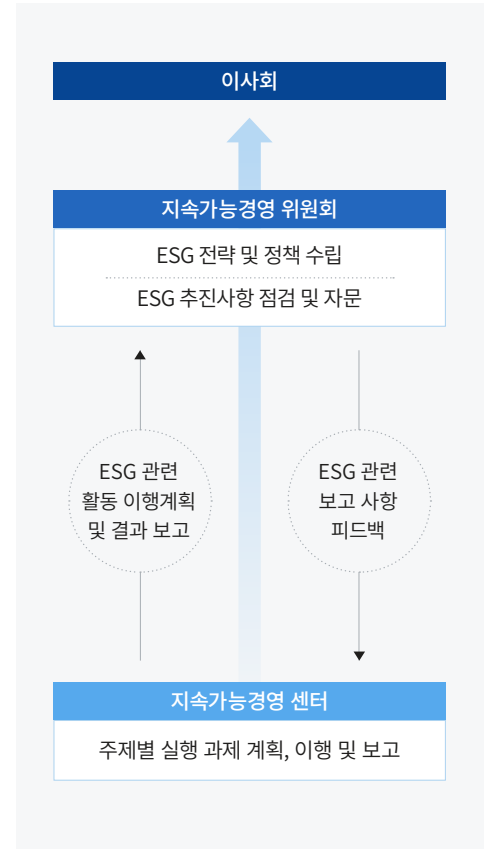 이사회
지속가능경영 위원회
ESG 전략 및 정책 수립
ESG 추진사항 점검 및 자문
ESG 관련
활동 이행계획
및 결과 보고
ESG 관련
보고 사항
피드백
지속가능경영 센터
주제별 실행 과제 계획, 이행 및 보고